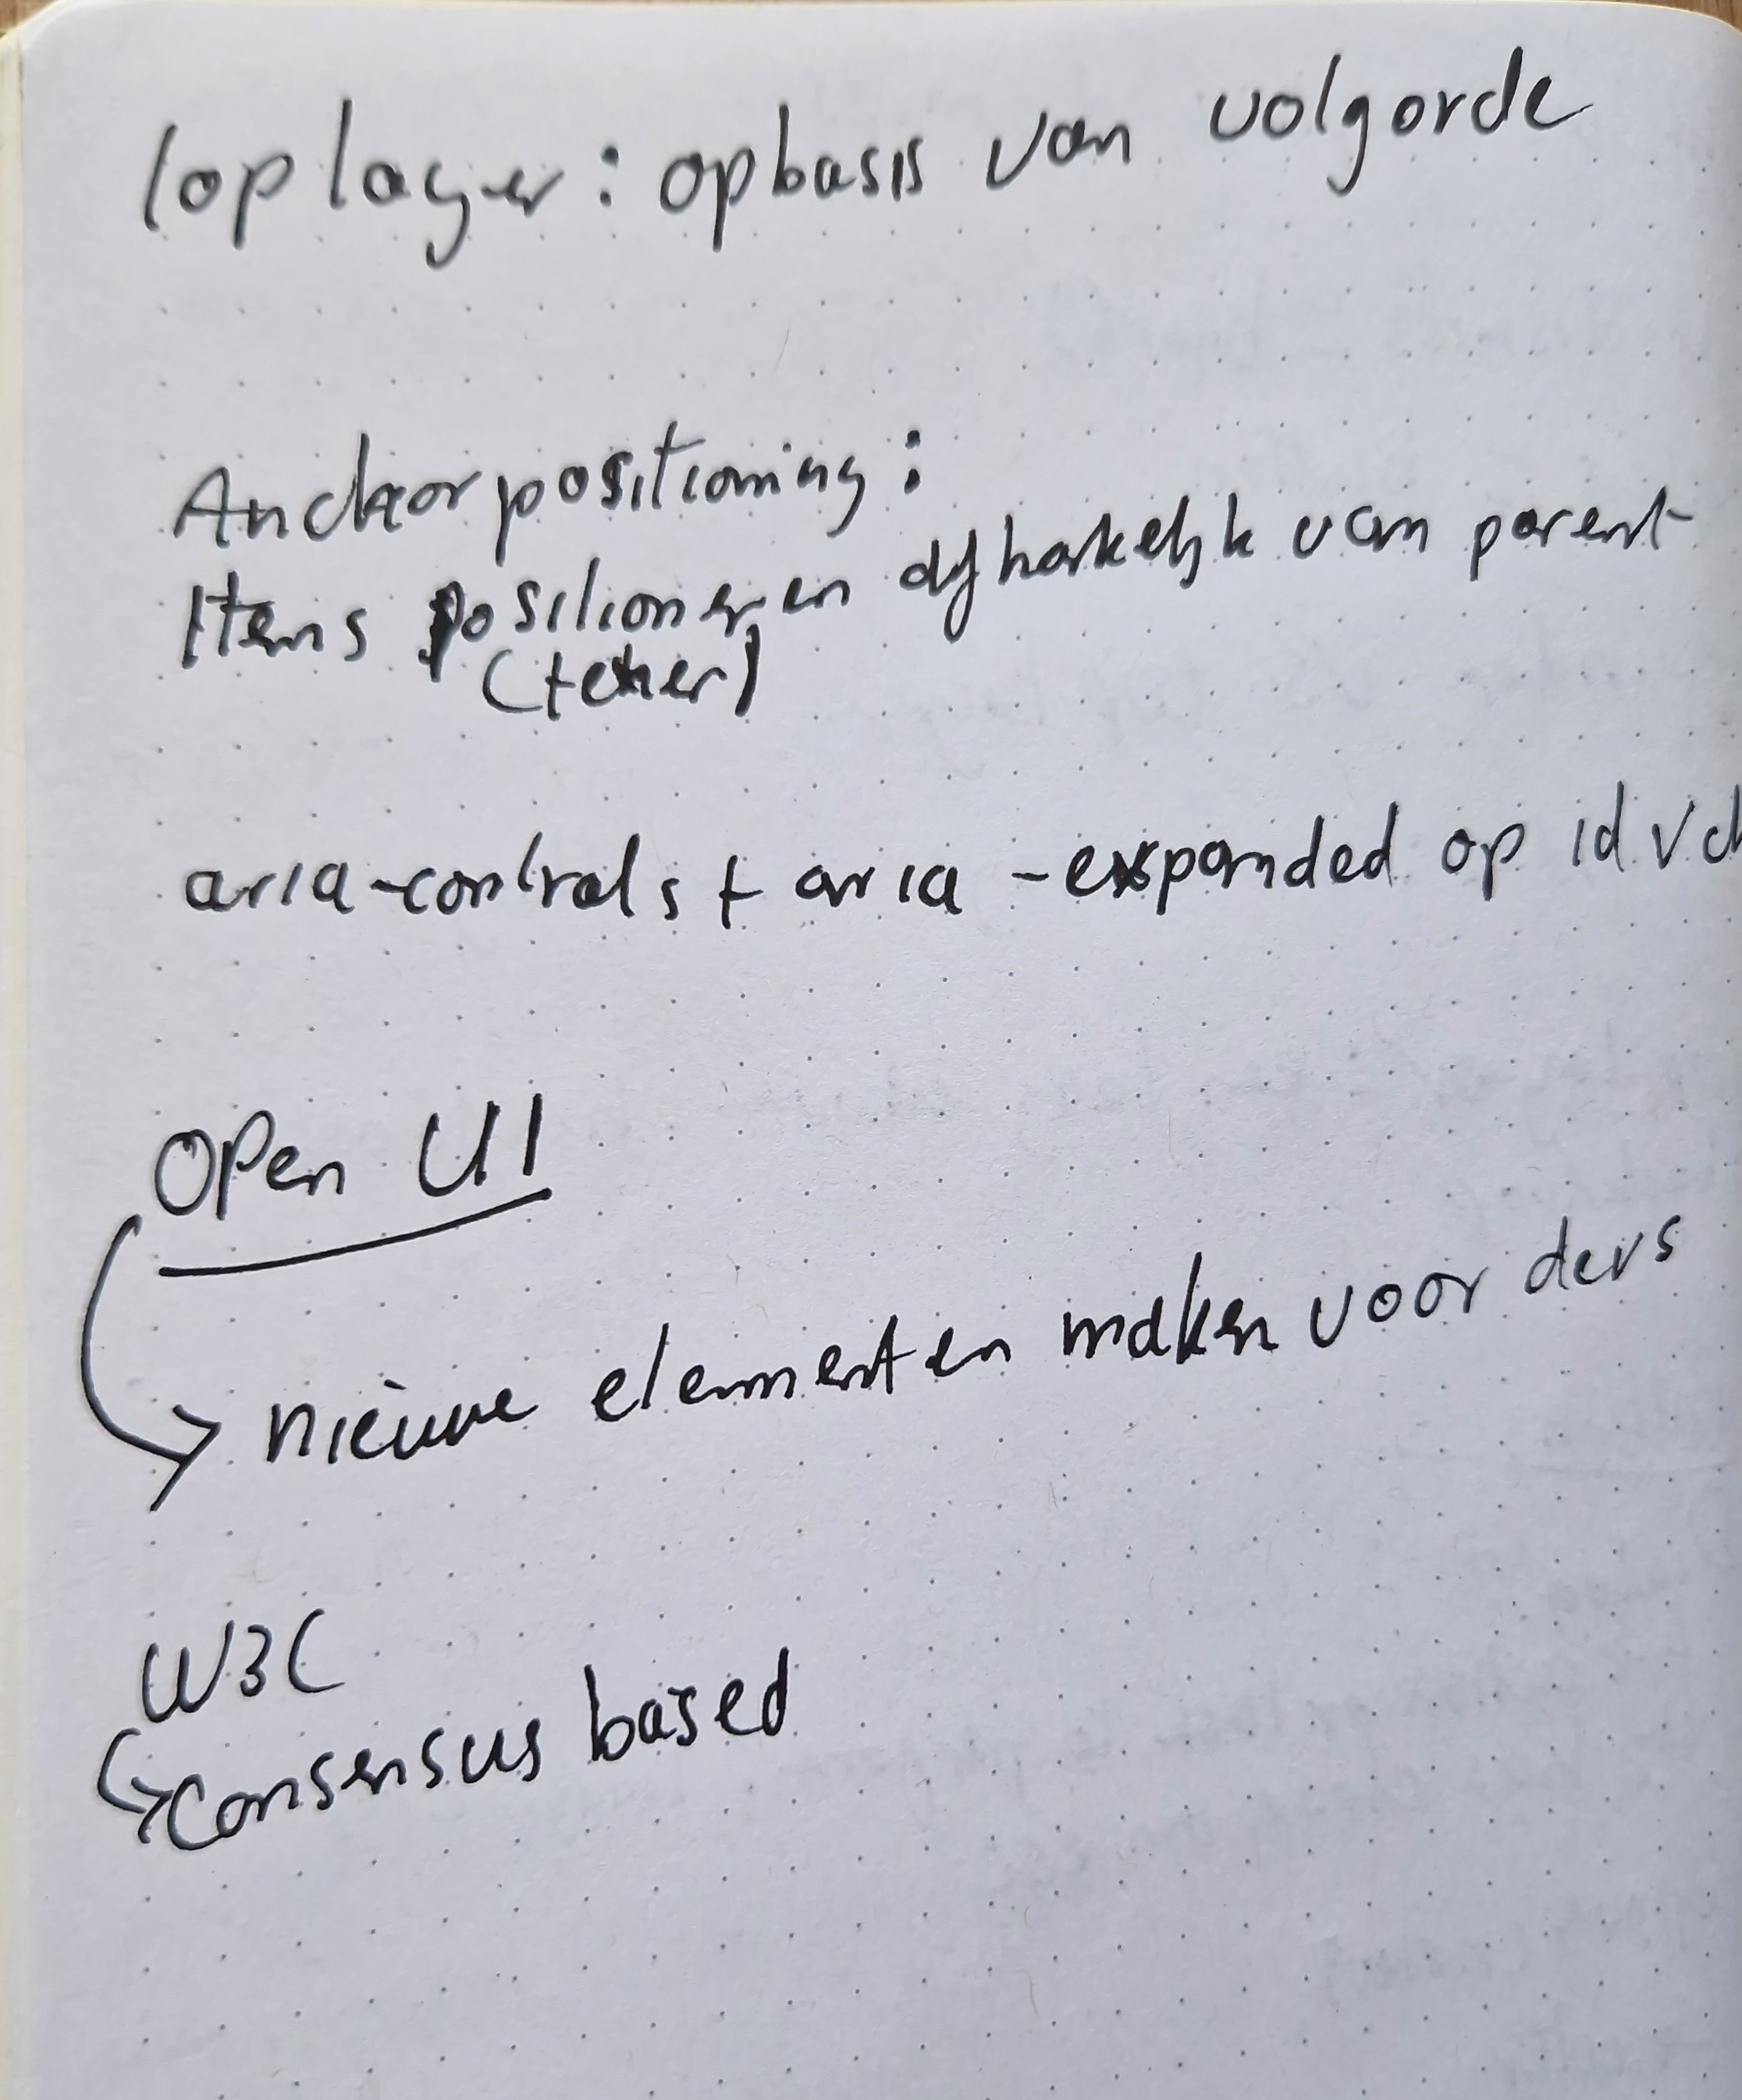 top layer: op basis van volgorde
Anchor positioning:
Items positioneren afhankelijk van parent
(tether)
aria-controls + aria-expanded op id
Open UI
nieuwe elementen maken voor devs
W3C
consensus based